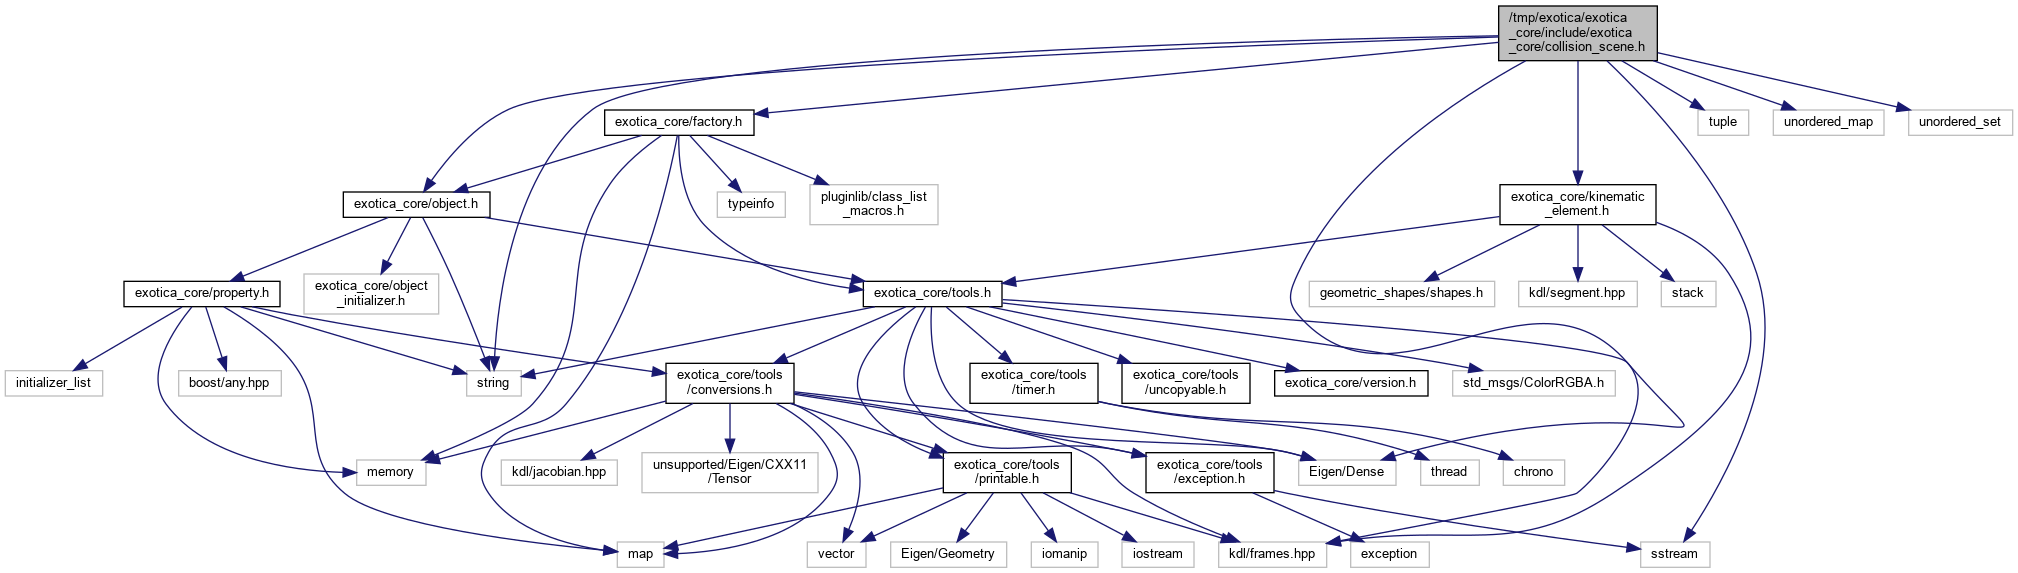 /tmp/exotica/exotica
_core/include/exotica
_core/collision_scene.h
exotica_core/factory.h
tuple
unordered_map
unordered_set
exotica_core/object.h
typeinfo
pluginlib/class_list
_macros.h
exotica_core/kinematic
_element.h
exotica_core/property.h
exotica_core/object
_initializer.h
exotica_core/tools.h
geometric_shapes/shapes.h
kdl/segment.hpp
stack
initializer_list
boost/any.hpp
string
exotica_core/tools
/conversions.h
exotica_core/tools
/timer.h
exotica_core/tools
/uncopyable.h
exotica_core/version.h
std_msgs/ColorRGBA.h
memory
kdl/jacobian.hpp
unsupported/Eigen/CXX11
/Tensor
exotica_core/tools
/printable.h
exotica_core/tools
/exception.h
Eigen/Dense
thread
chrono
map
vector
Eigen/Geometry
iomanip
iostream
kdl/frames.hpp
exception
sstream